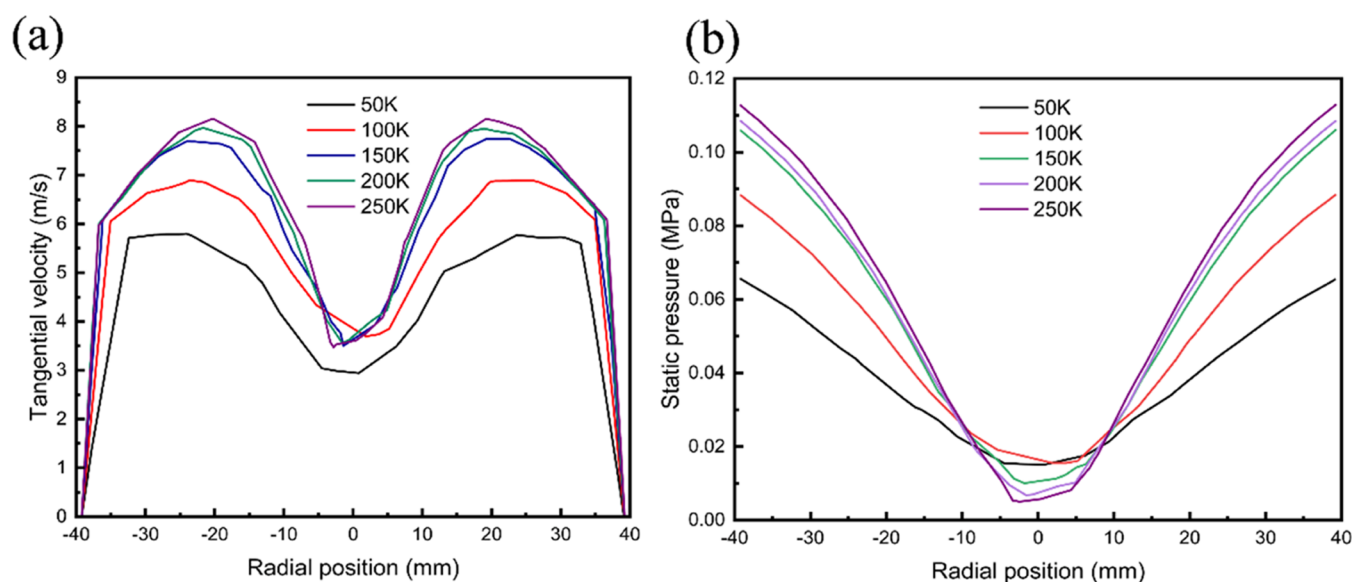 (a)
Tangential velocity (m/s)
9
8
7
6
5
4
3
2
1
0
50K
100K
150K
200K
250K
-40 -30 -20 -10 0 10 20 30 40
Radial position (mm)
(b)
Static pressure (MPa)
0.12
0.10
0.08
0.06
0.04
0.02
0.00
50K
100K
150K
200K
250K
-40 -30 -20 -10 0 10 20 30 40
Radial position (mm)